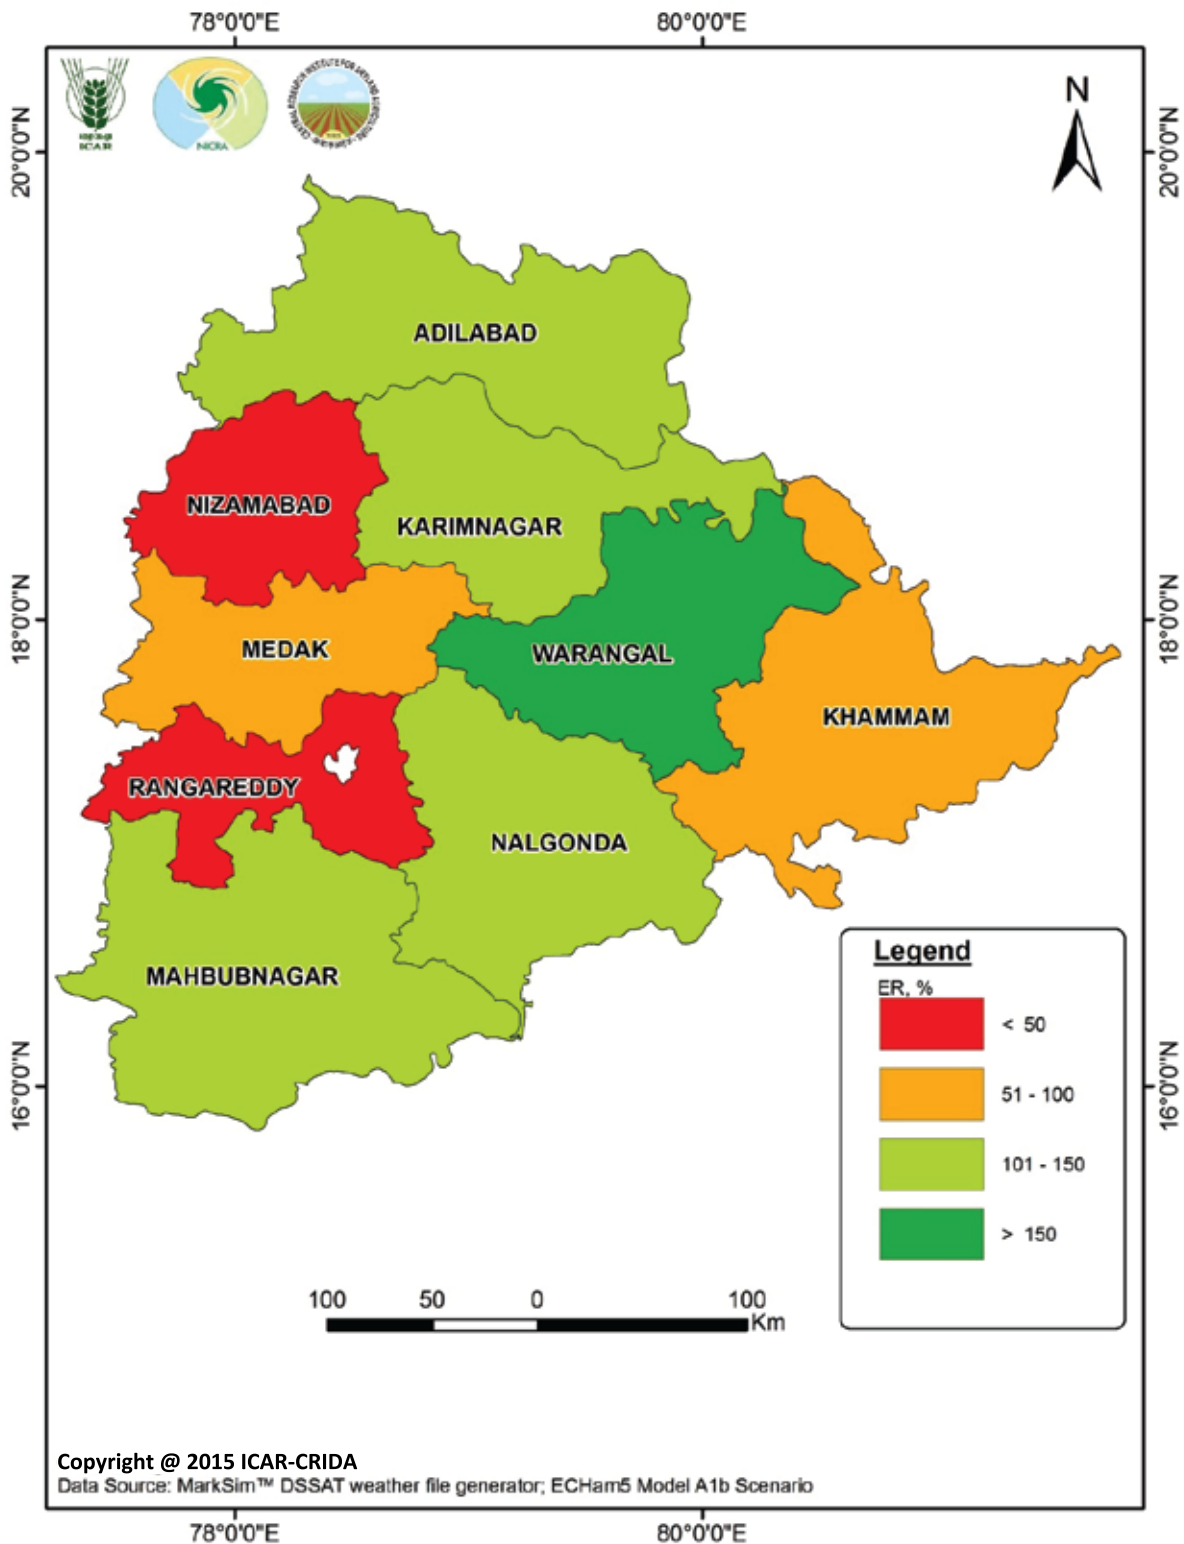 78°0'0"E 80°0'0"E
20°0'0"N
20°0'0"N
ICAR
NICRA
N
ADILABAD
NIZAMABAD
KARIMNAGAR
18°0'0"N
18°0'0"N
MEDAK
WARANGAL
KHAMMAM
RANGAREDDY
NALGONDA
MAHBUBNAGAR
16°0'0"N
16°0'0"N
Legend
ER, %
< 50
51 - 100
101 - 150
> 150
100 50 0 100
Km
Copyright @ 2015 ICAR-CRIDA
Data Source: MarkSim™ DSSAT weather file generator; ECHam5 Model A1b Scenario
78°0'0"E 80°0'0"E